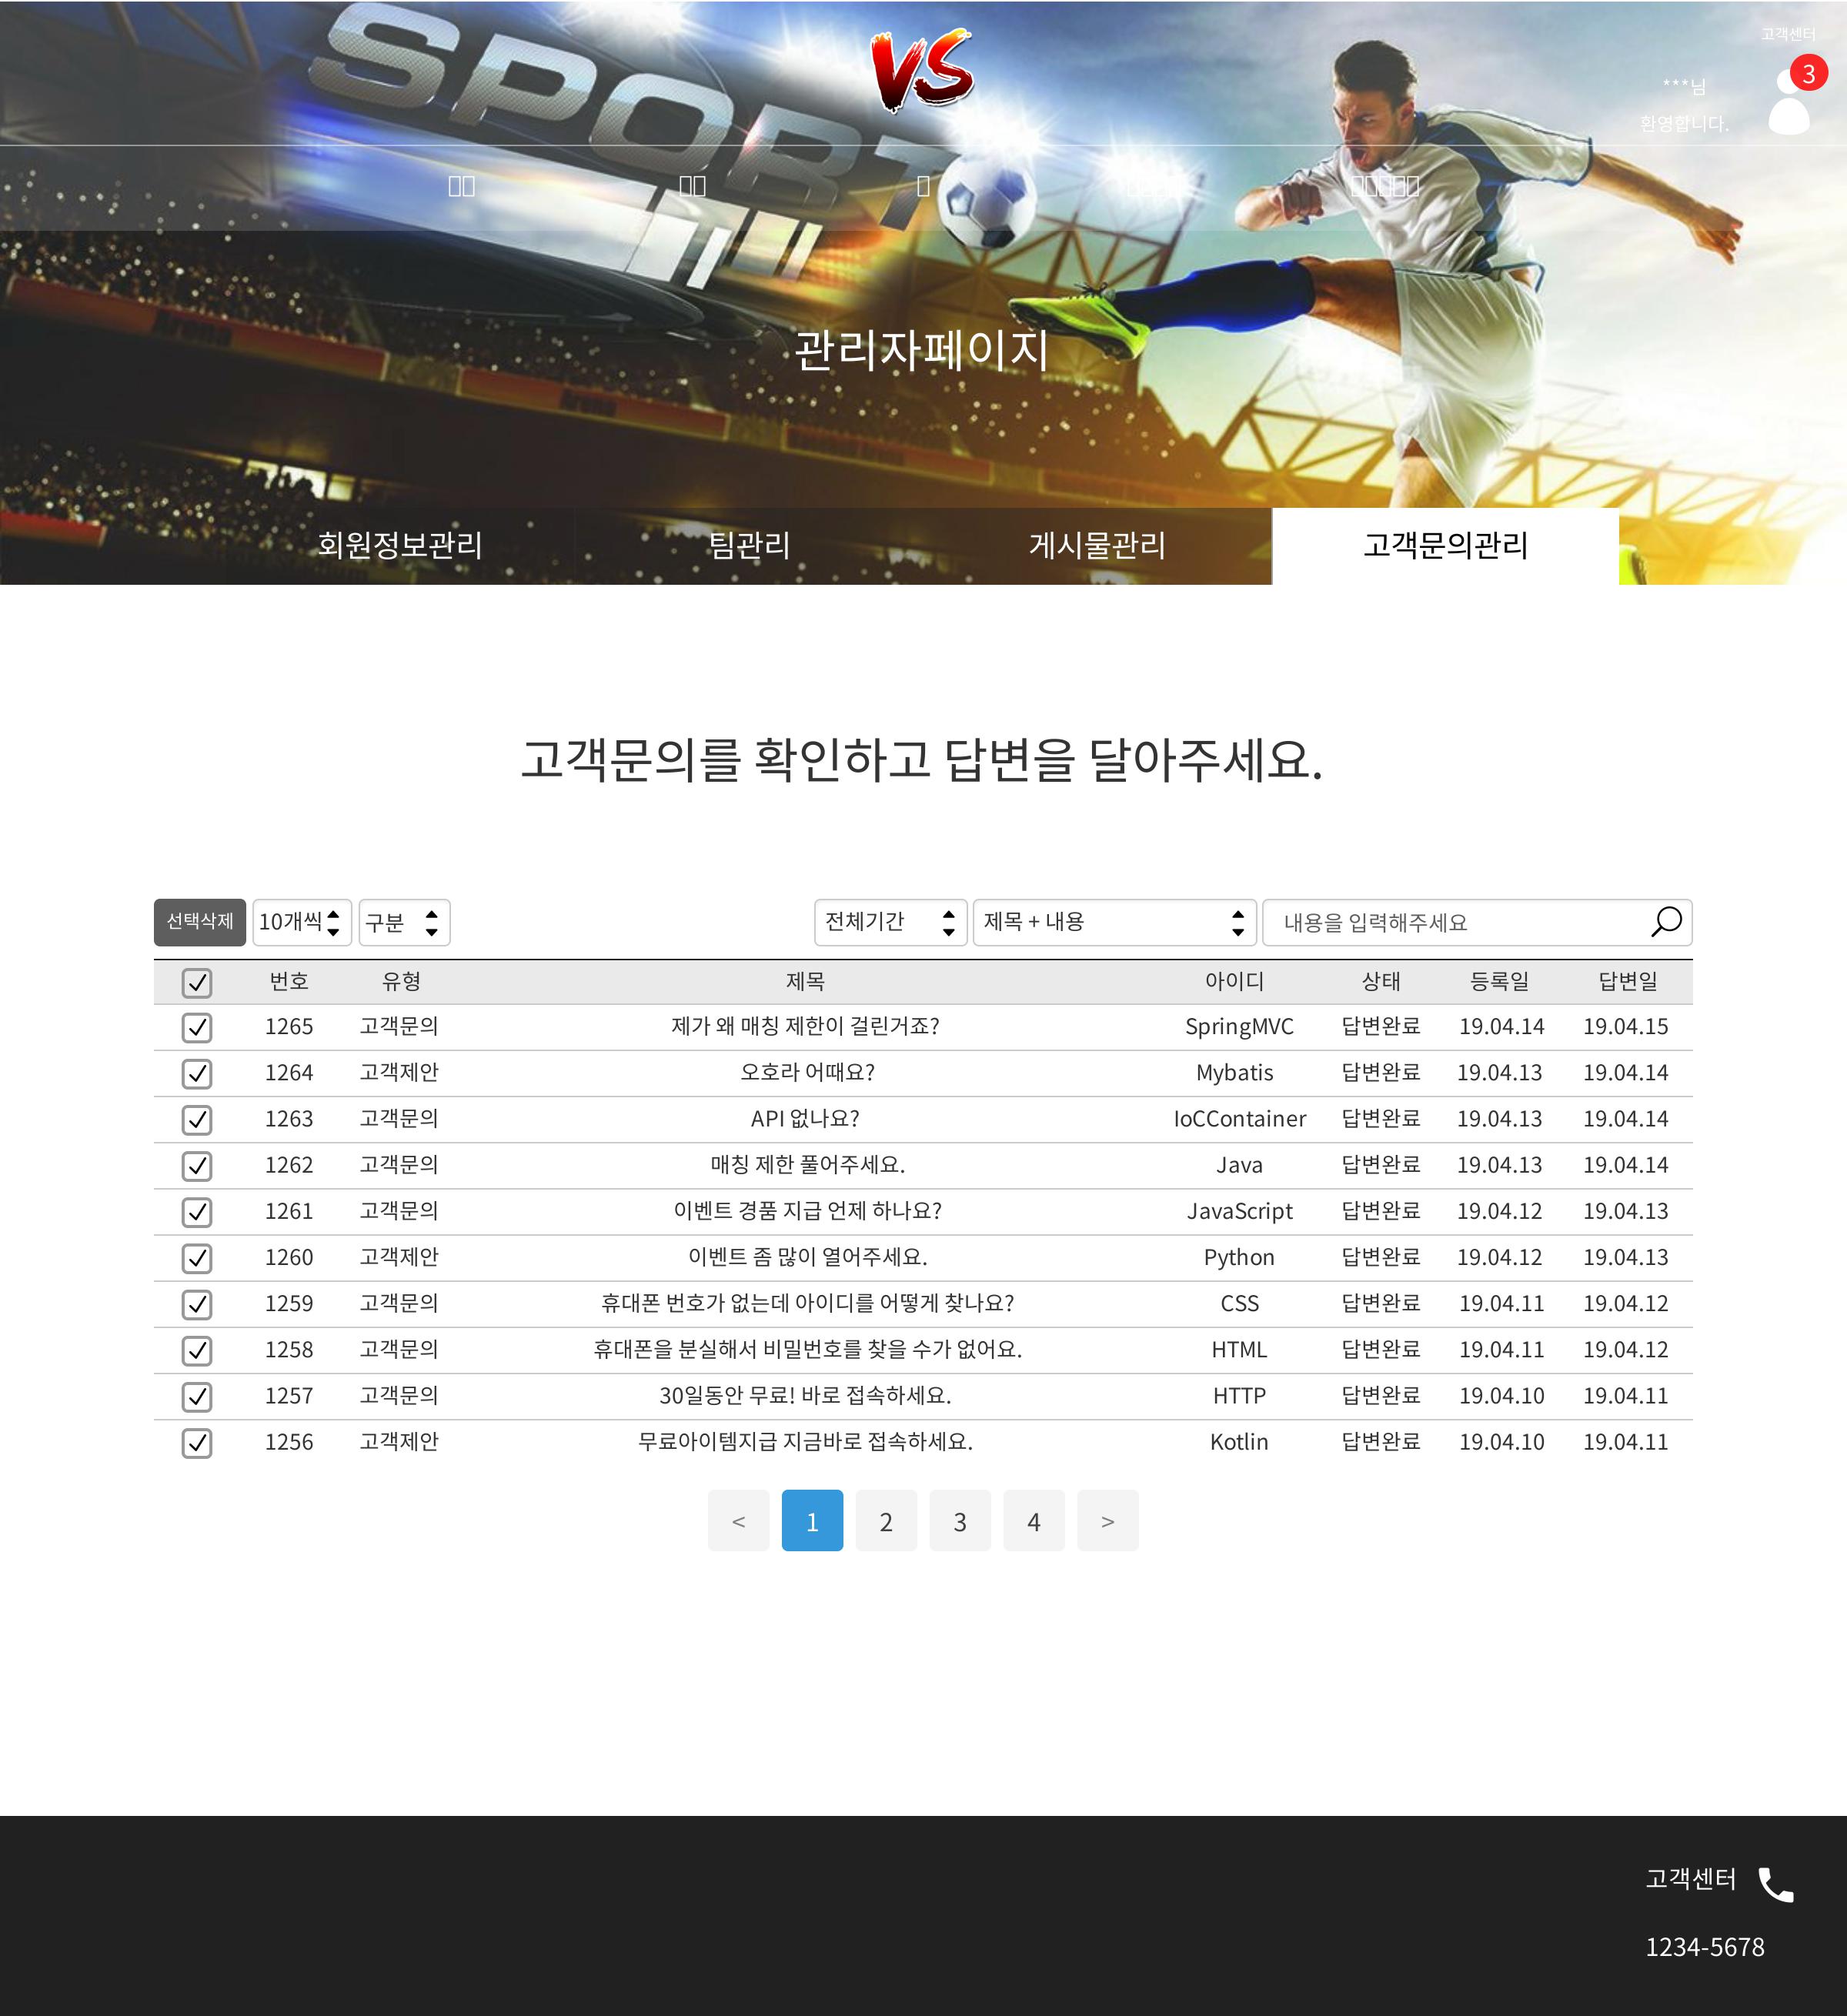 SPORT
VS
고객센터
3
***님
환영합니다.
관리자페이지
회원정보관리 팀관리 게시물관리 고객문의관리
고객문의를 확인하고 답변을 달아주세요.
선택삭제 10개씩 구분 전체기간 제목 + 내용 내용을 입력해주세요
번호 유형 제목 아이디 상태 등록일 답변일
1265 고객문의 제가 왜 매칭 제한이 걸린거죠? SpringMVC 답변완료 19.04.14 19.04.15
1264 고객제안 오호라 어때요? Mybatis 답변완료 19.04.13 19.04.14
1263 고객문의 API 없나요? IoCContainer 답변완료 19.04.13 19.04.14
1262 고객문의 매칭 제한 풀어주세요. Java 답변완료 19.04.13 19.04.14
1261 고객문의 이벤트 경품 지급 언제 하나요? JavaScript 답변완료 19.04.12 19.04.13
1260 고객제안 이벤트 좀 많이 열어주세요. Python 답변완료 19.04.12 19.04.13
1259 고객문의 휴대폰 번호가 없는데 아이디를 어떻게 찾나요? CSS 답변완료 19.04.11 19.04.12
1258 고객문의 휴대폰을 분실해서 비밀번호를 찾을 수가 없어요. HTML 답변완료 19.04.11 19.04.12
1257 고객문의 30일동안 무료! 바로 접속하세요. HTTP 답변완료 19.04.10 19.04.11
1256 고객제안 무료아이템지급 지금바로 접속하세요. Kotlin 답변완료 19.04.10 19.04.11
< 1 2 3 4 >
고객센터
1234-5678